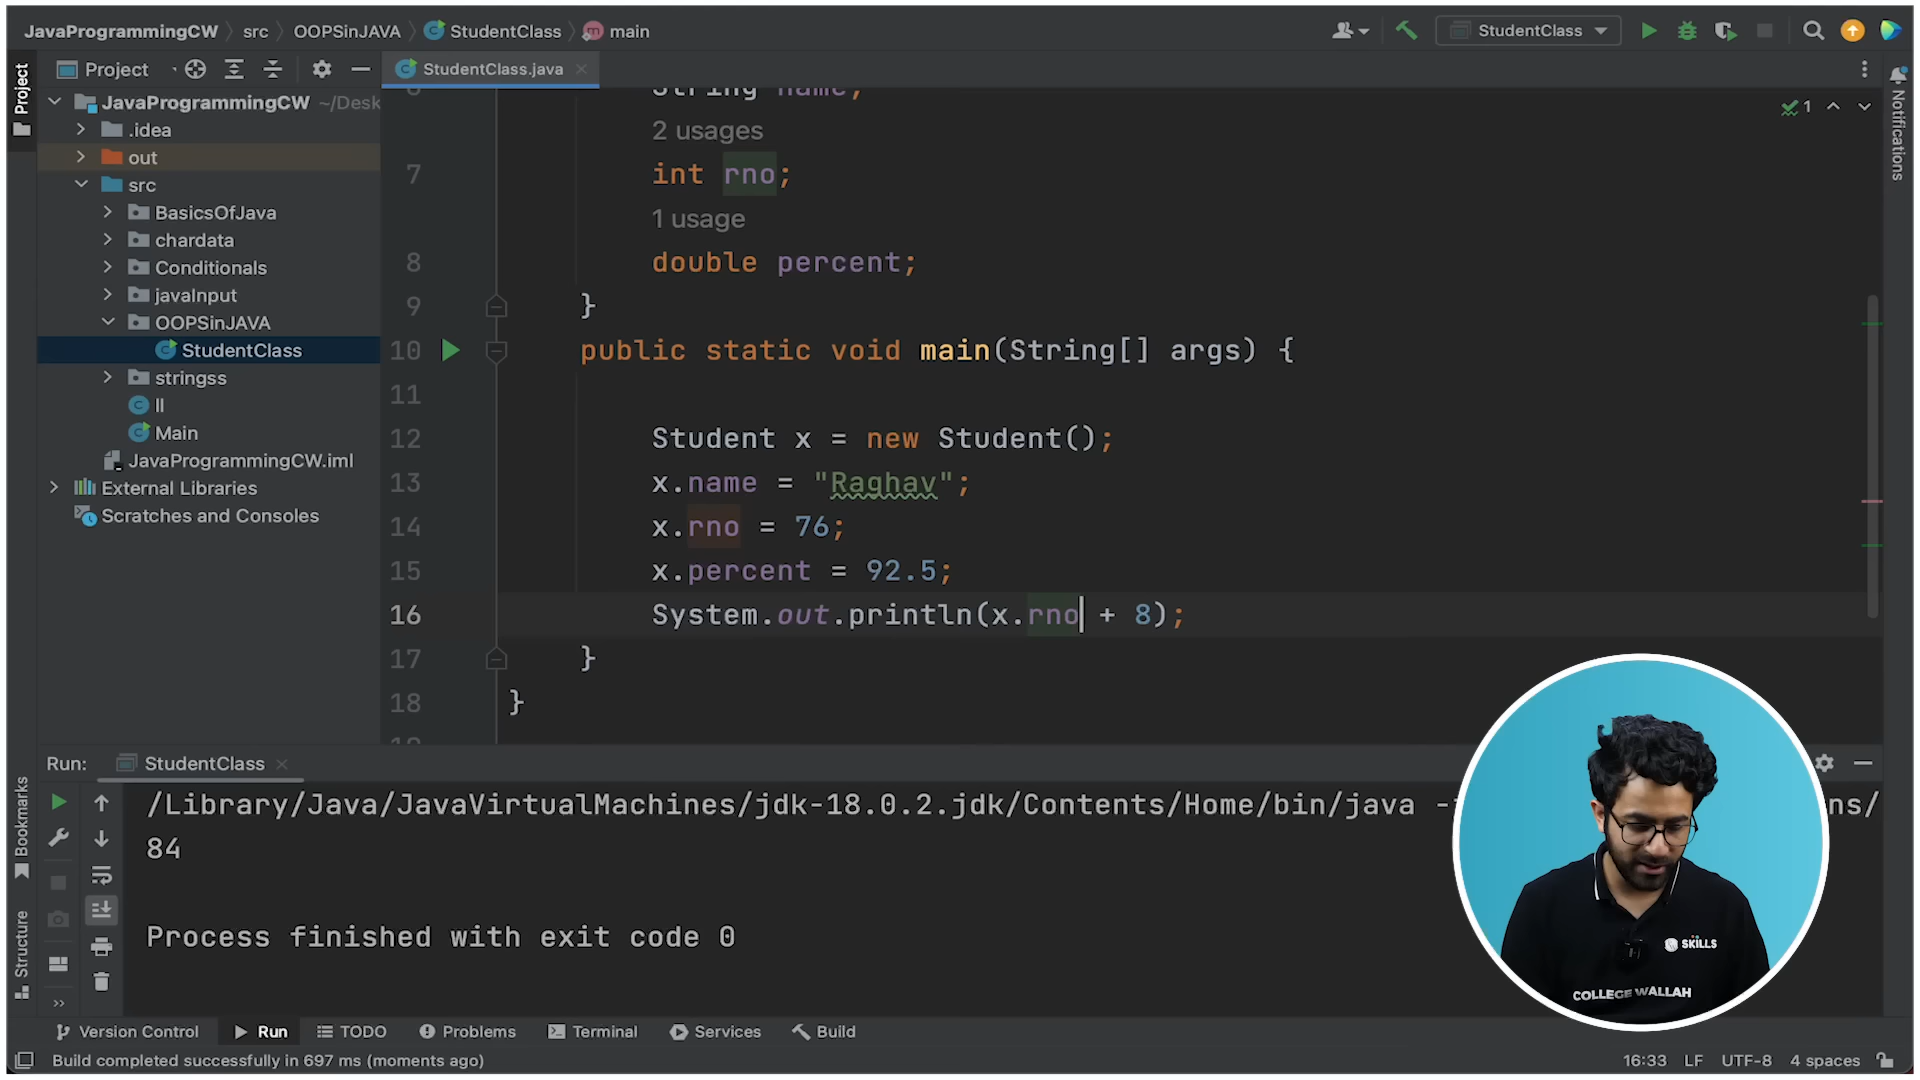 JavaProgrammingCW src OOPSinJAVA StudentClass main
StudentClass
Project
Project
StudentClass.java
Notifications
JavaProgrammingCW ~/Desk
.idea
out
src
BasicsOfJava
chardata
Conditionals
javaInput
OOPSinJAVA
StudentClass
stringss
ll
Main
JavaProgrammingCW.iml
External Libraries
Scratches and Consoles
1
String name;
2 usages
7 int rno;
1 usage
8 double percent;
9 }
10 public static void main(String[] args) {
11
12 Student x = new Student();
13 x.name = "Raghav";
14 x.rno = 76;
15 x.percent = 92.5;
16 System.out.println(x.rno + 8);
17 }
18 }
Run: StudentClass
/Library/Java/JavaVirtualMachines/jdk-18.0.2.jdk/Contents/Home/bin/java - ns/
84
Process finished with exit code 0
Bookmarks
Structure
SKILLS
COLLEGE WALLAH
Version Control Run TODO Problems Terminal Services Build
Build completed successfully in 697 ms (moments ago)
16:33 LF UTF-8 4 spaces